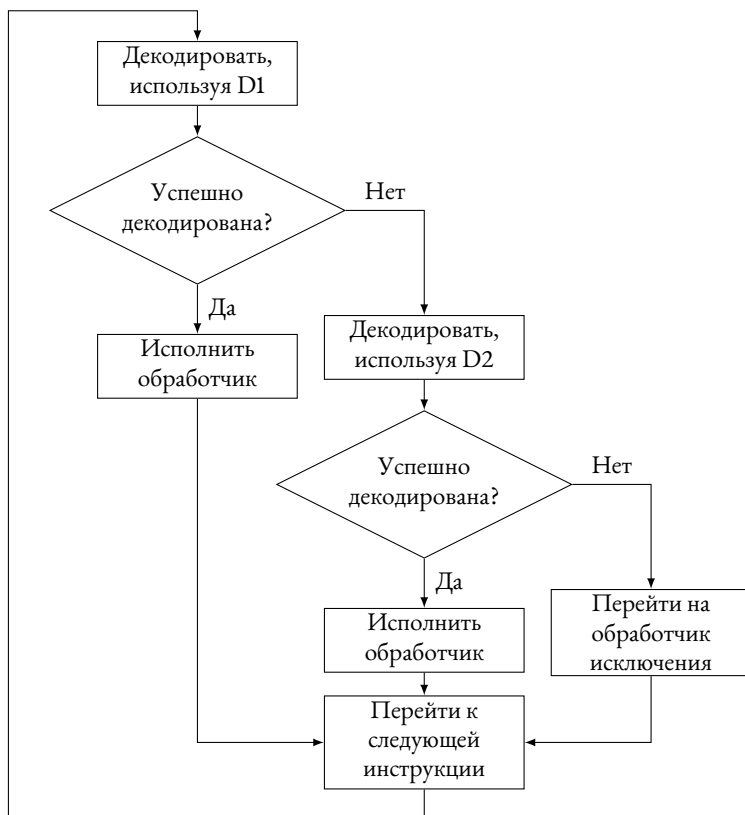 Декодировать,
используя D1
Успешно
декодирована?
Нет
Да
Исполнить
обработчик
Декодировать,
используя D2
Успешно
декодирована?
Нет
Да
Исполнить
обработчик
Перейти на
обработчик
исключения
Перейти к
следующей
инструкции